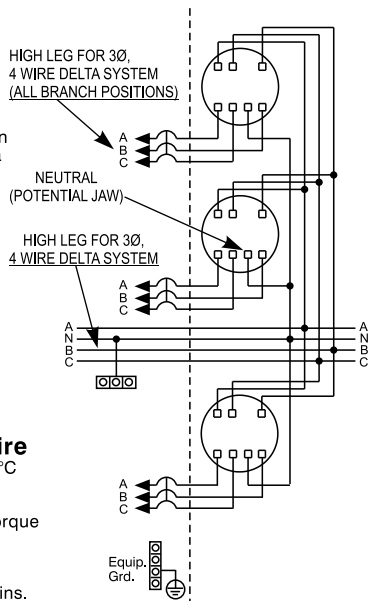 HIGH LEG FOR 3Ø,
4 WIRE DELTA SYSTEM
(ALL BRANCH POSITIONS)
n
a
A
B
C
NEUTRAL
(POTENTIAL JAW)
HIGH LEG FOR 3Ø,
4 WIRE DELTA SYSTEM
A
B
C
A
N
B
C
A
N
B
C
ire
°C
A
B
C
orque
Equip.
Grd.
ins.